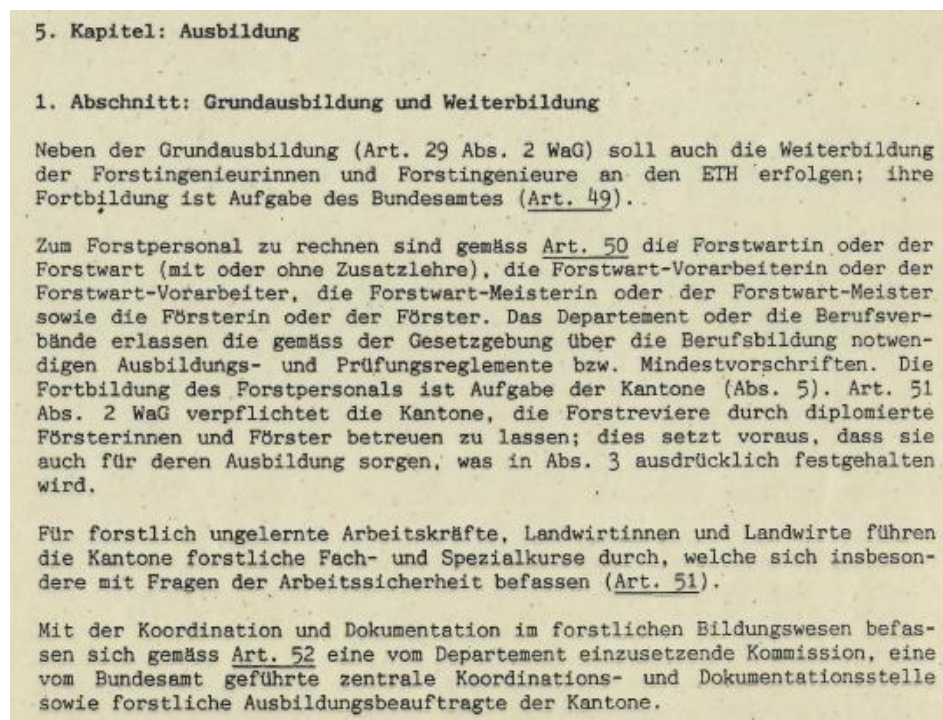 5. Kapitel: Ausbildung
1. Abschnitt: Grundausbildung und Weiterbildung
Neben der Grundausbildung (Art. 29 Abs. 2 WaG) soll auch die Weiterbildung
der Forstingenieurinnen und Forstingenieure an den ETH erfolgen; ihre
Fortbildung ist Aufgabe des Bundesamtes (Art. 49).
Zum Forstpersonal zu rechnen sind gemäss Art. 50 die Forstwartin oder der
Forstwart (mit oder ohne Zusatzlehre), die Forstwart-Vorarbeiterin oder der
Forstwart-Vorarbeiter, die Forstwart-Meisterin oder der Forstwart-Meister
sowie die Försterin oder der Förster. Das Departement oder die Berufsver-
bände erlassen die gemäss der Gesetzgebung über die Berufsbildung notwen-
digen Ausbildungs- und Prüfungsreglemente bzw. Mindestvorschriften. Die
Fortbildung des Forstpersonals ist Aufgabe der Kantone (Abs. 5). Art. 51
Abs. 2 WaG verpflichtet die Kantone, die Forstreviere durch diplomierte
Försterinnen und Förster betreuen zu lassen; dies setzt voraus, dass sie
auch für deren Ausbildung sorgen, was in Abs. 3 ausdrücklich festgehalten
wird.
Für forstlich ungelernte Arbeitskräfte, Landwirtinnen und Landwirte führen
die Kantone forstliche Fach- und Spezialkurse durch, welche sich insbeson-
dere mit Fragen der Arbeitssicherheit befassen (Art. 51).
Mit der Koordination und Dokumentation im forstlichen Bildungswesen befas-
sen sich gemäss Art. 52 eine vom Departement einzusetzende Kommission, eine
vom Bundesamt geführte zentrale Koordinations- und Dokumentationsstelle
sowie forstliche Ausbildungsbeauftragte der Kantone.